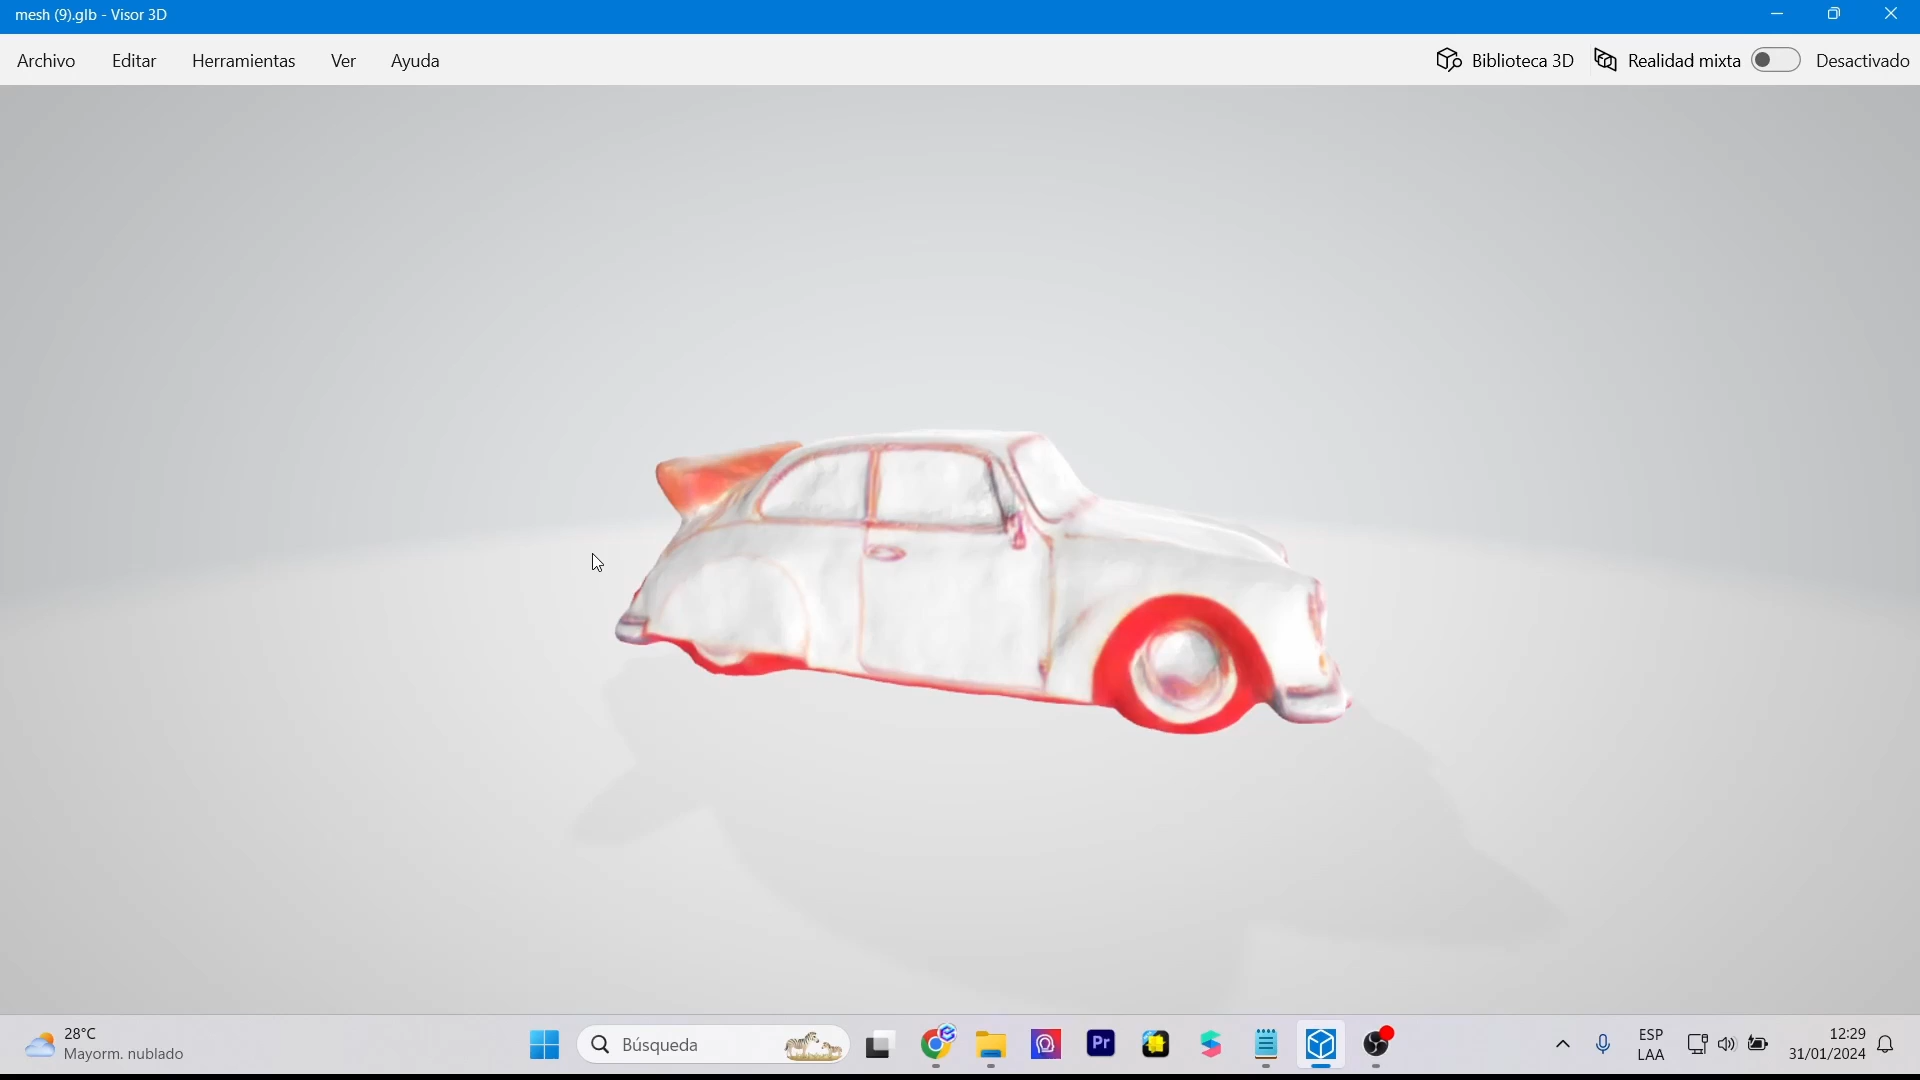 mesh (9).glb - Visor 3D
Archivo Editar Herramientas Ver Ayuda Biblioteca 3D Realidad mixta Desactivado
28°C
Mayorm. nublado
Búsqueda
Pr
ESP
LAA
12:29
31/01/2024